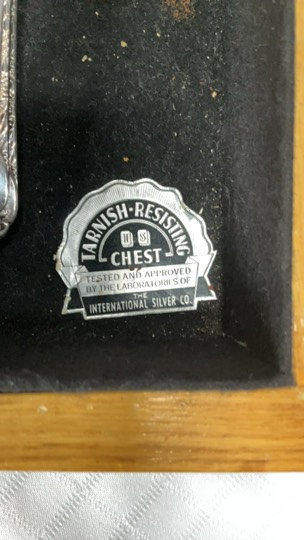 TARNISH-RESISTING
IS
CHEST
TESTED AND APPROVED
BY THE LABORATORIES OF
THE
INTERNATIONAL SILVER CO.